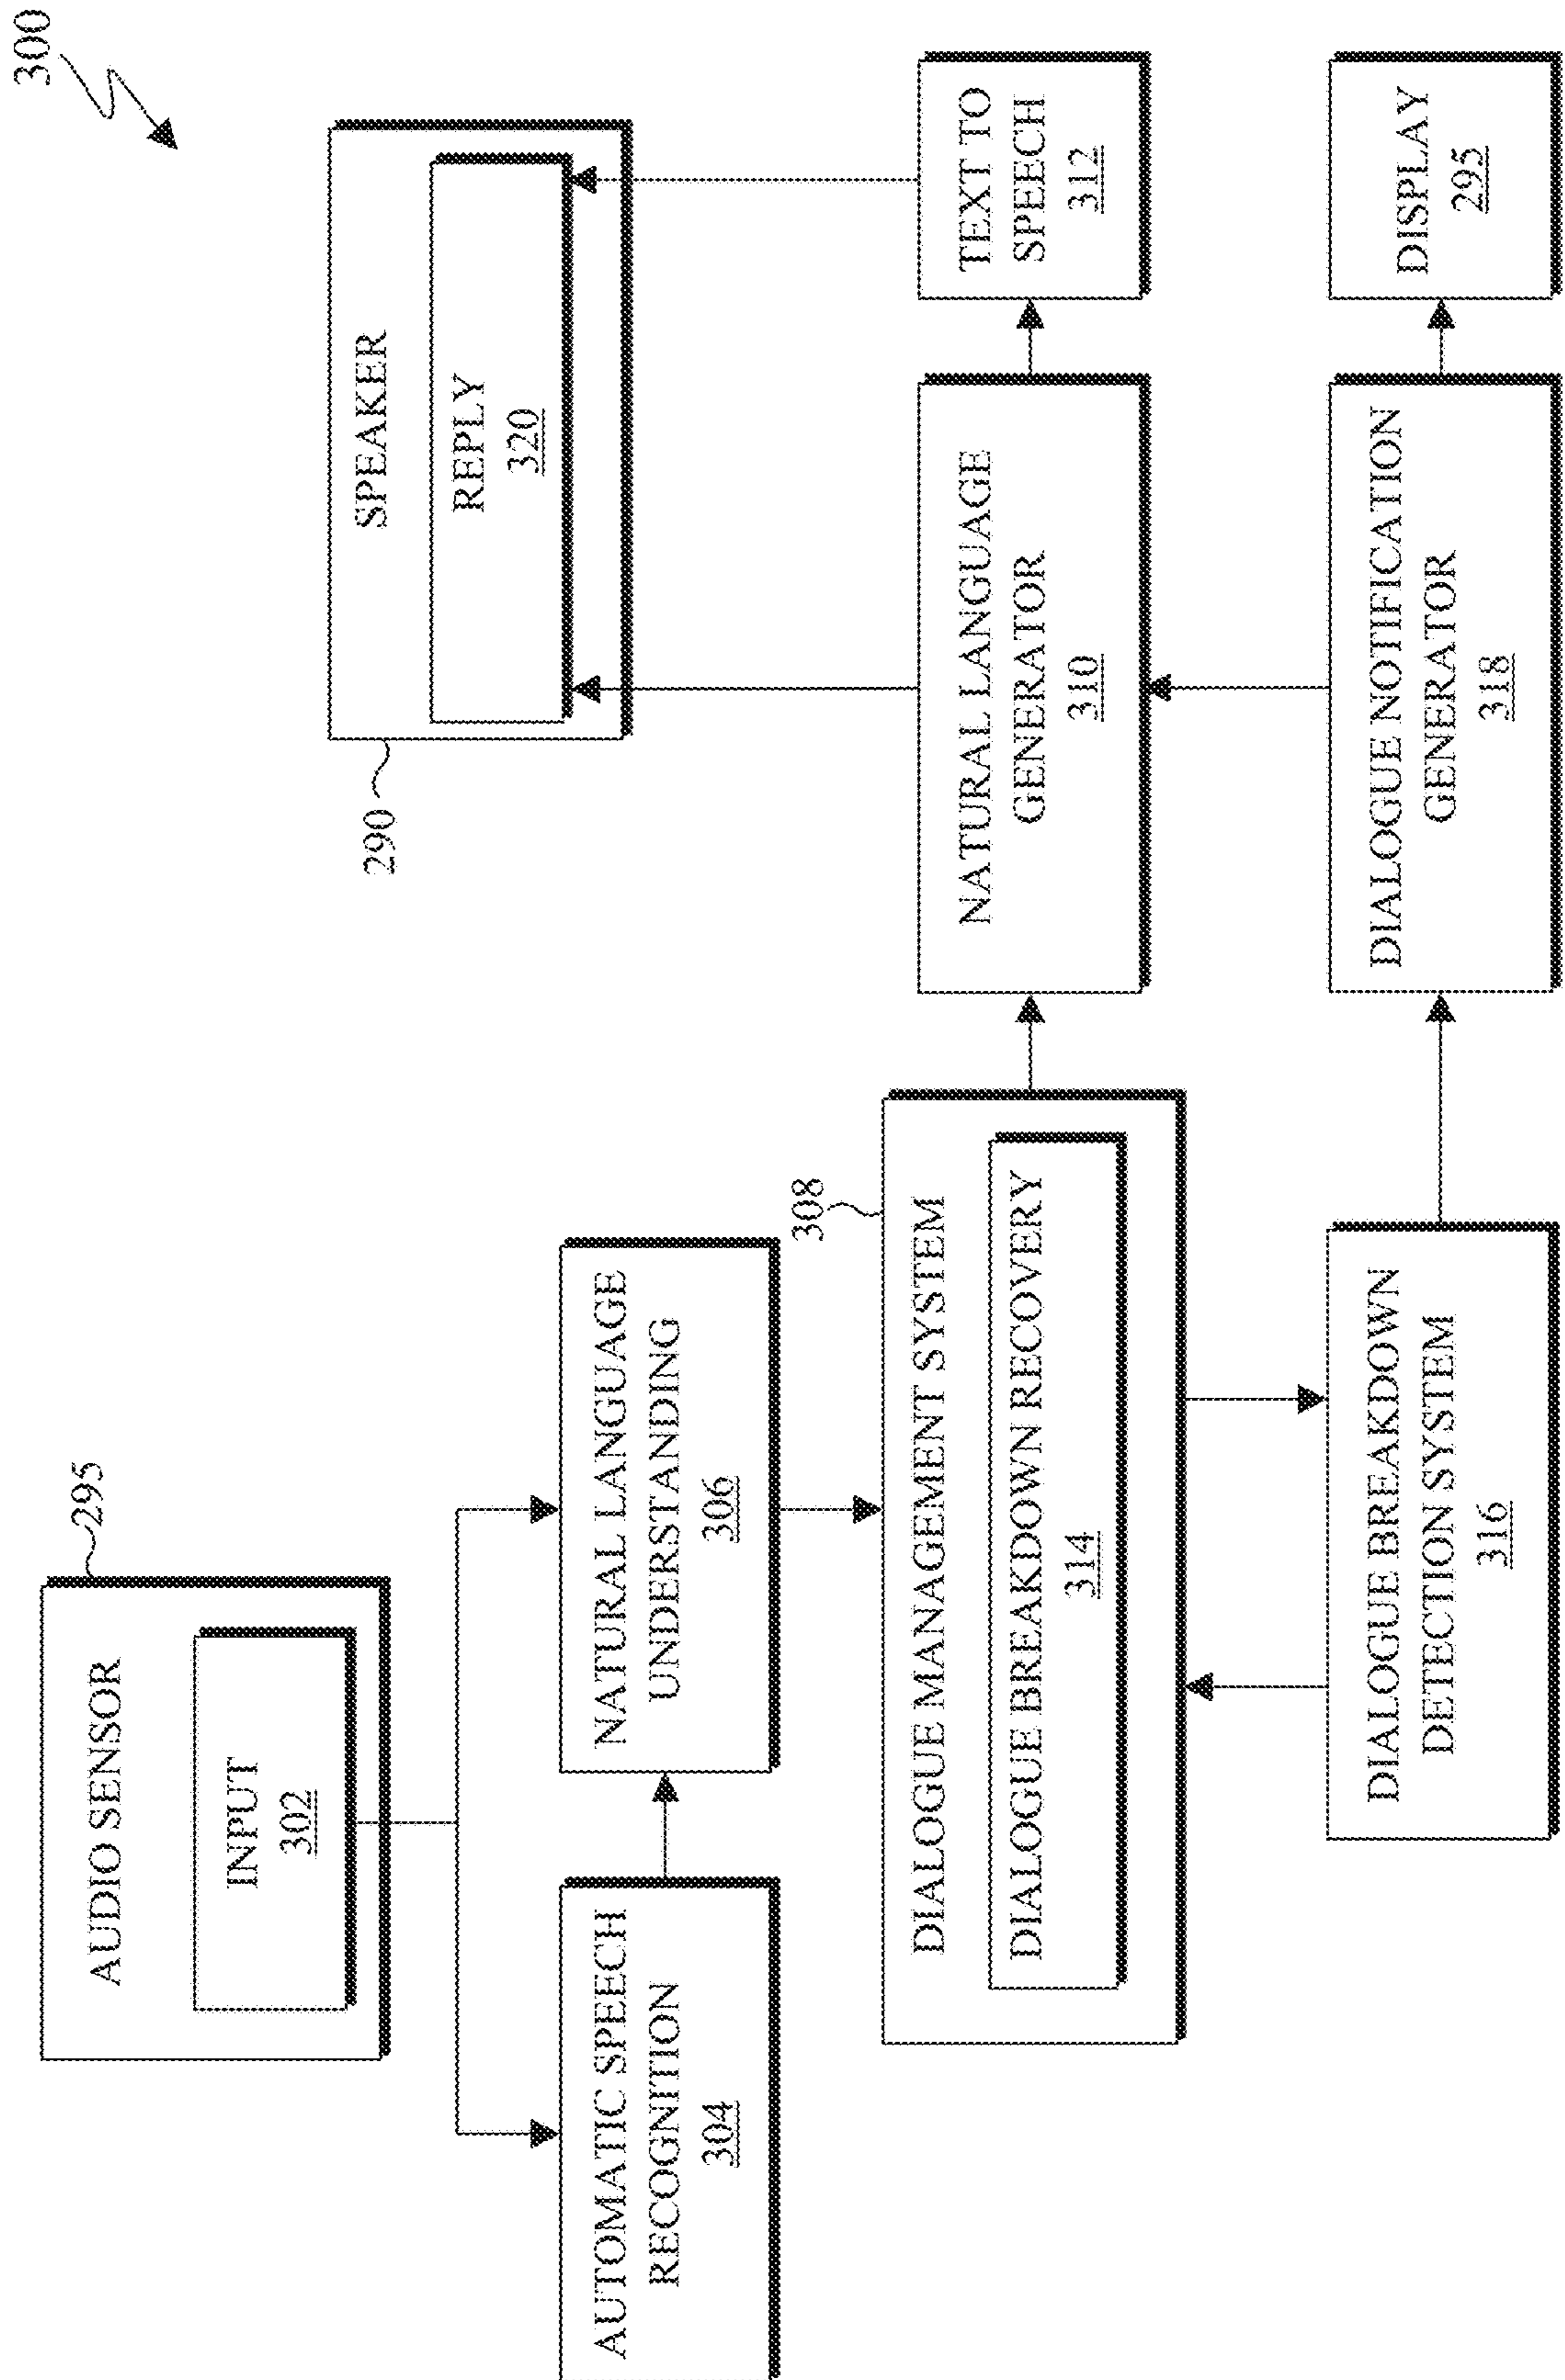 300
AUDIO SENSOR
295
INPUT
302
SPEAKER
290
REPLY
320
AUTOMATIC SPEECH
RECOGNITION
304
NATURAL LANGUAGE
UNDERSTANDING
306
308
DIALOGUE MANAGEMENT SYSTEM
DIALOGUE BREAKDOWN RECOVERY
314
NATURAL LANGUAGE
GENERATOR
310
TEXT TO
SPEECH
312
DIALOGUE BREAKDOWN
DETECTION SYSTEM
316
DIALOGUE NOTIFICATION
GENERATOR
318
DISPLAY
295